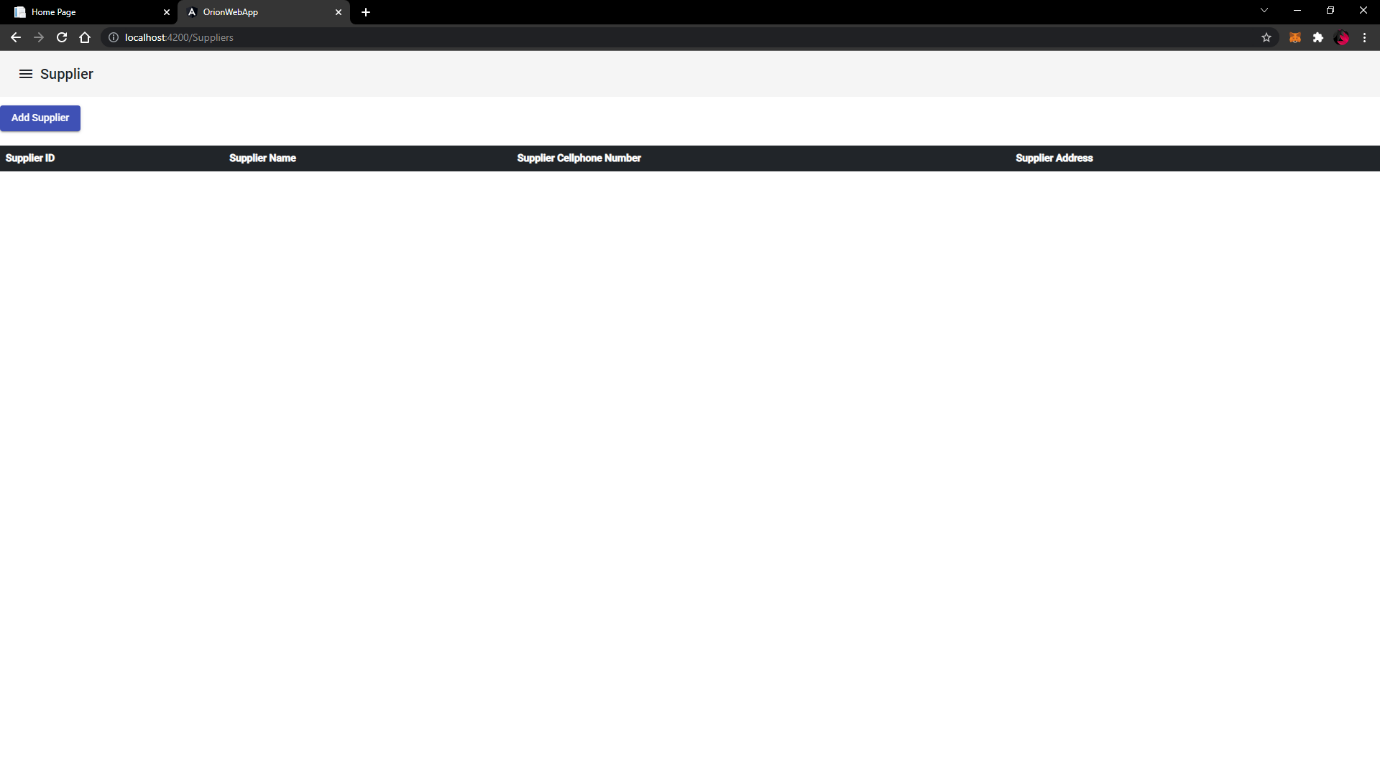 Home Page
OrionWebApp
localhost:4200/Suppliers
Supplier
Add Supplier
Supplier ID Supplier Name Supplier Cellphone Number Supplier Address